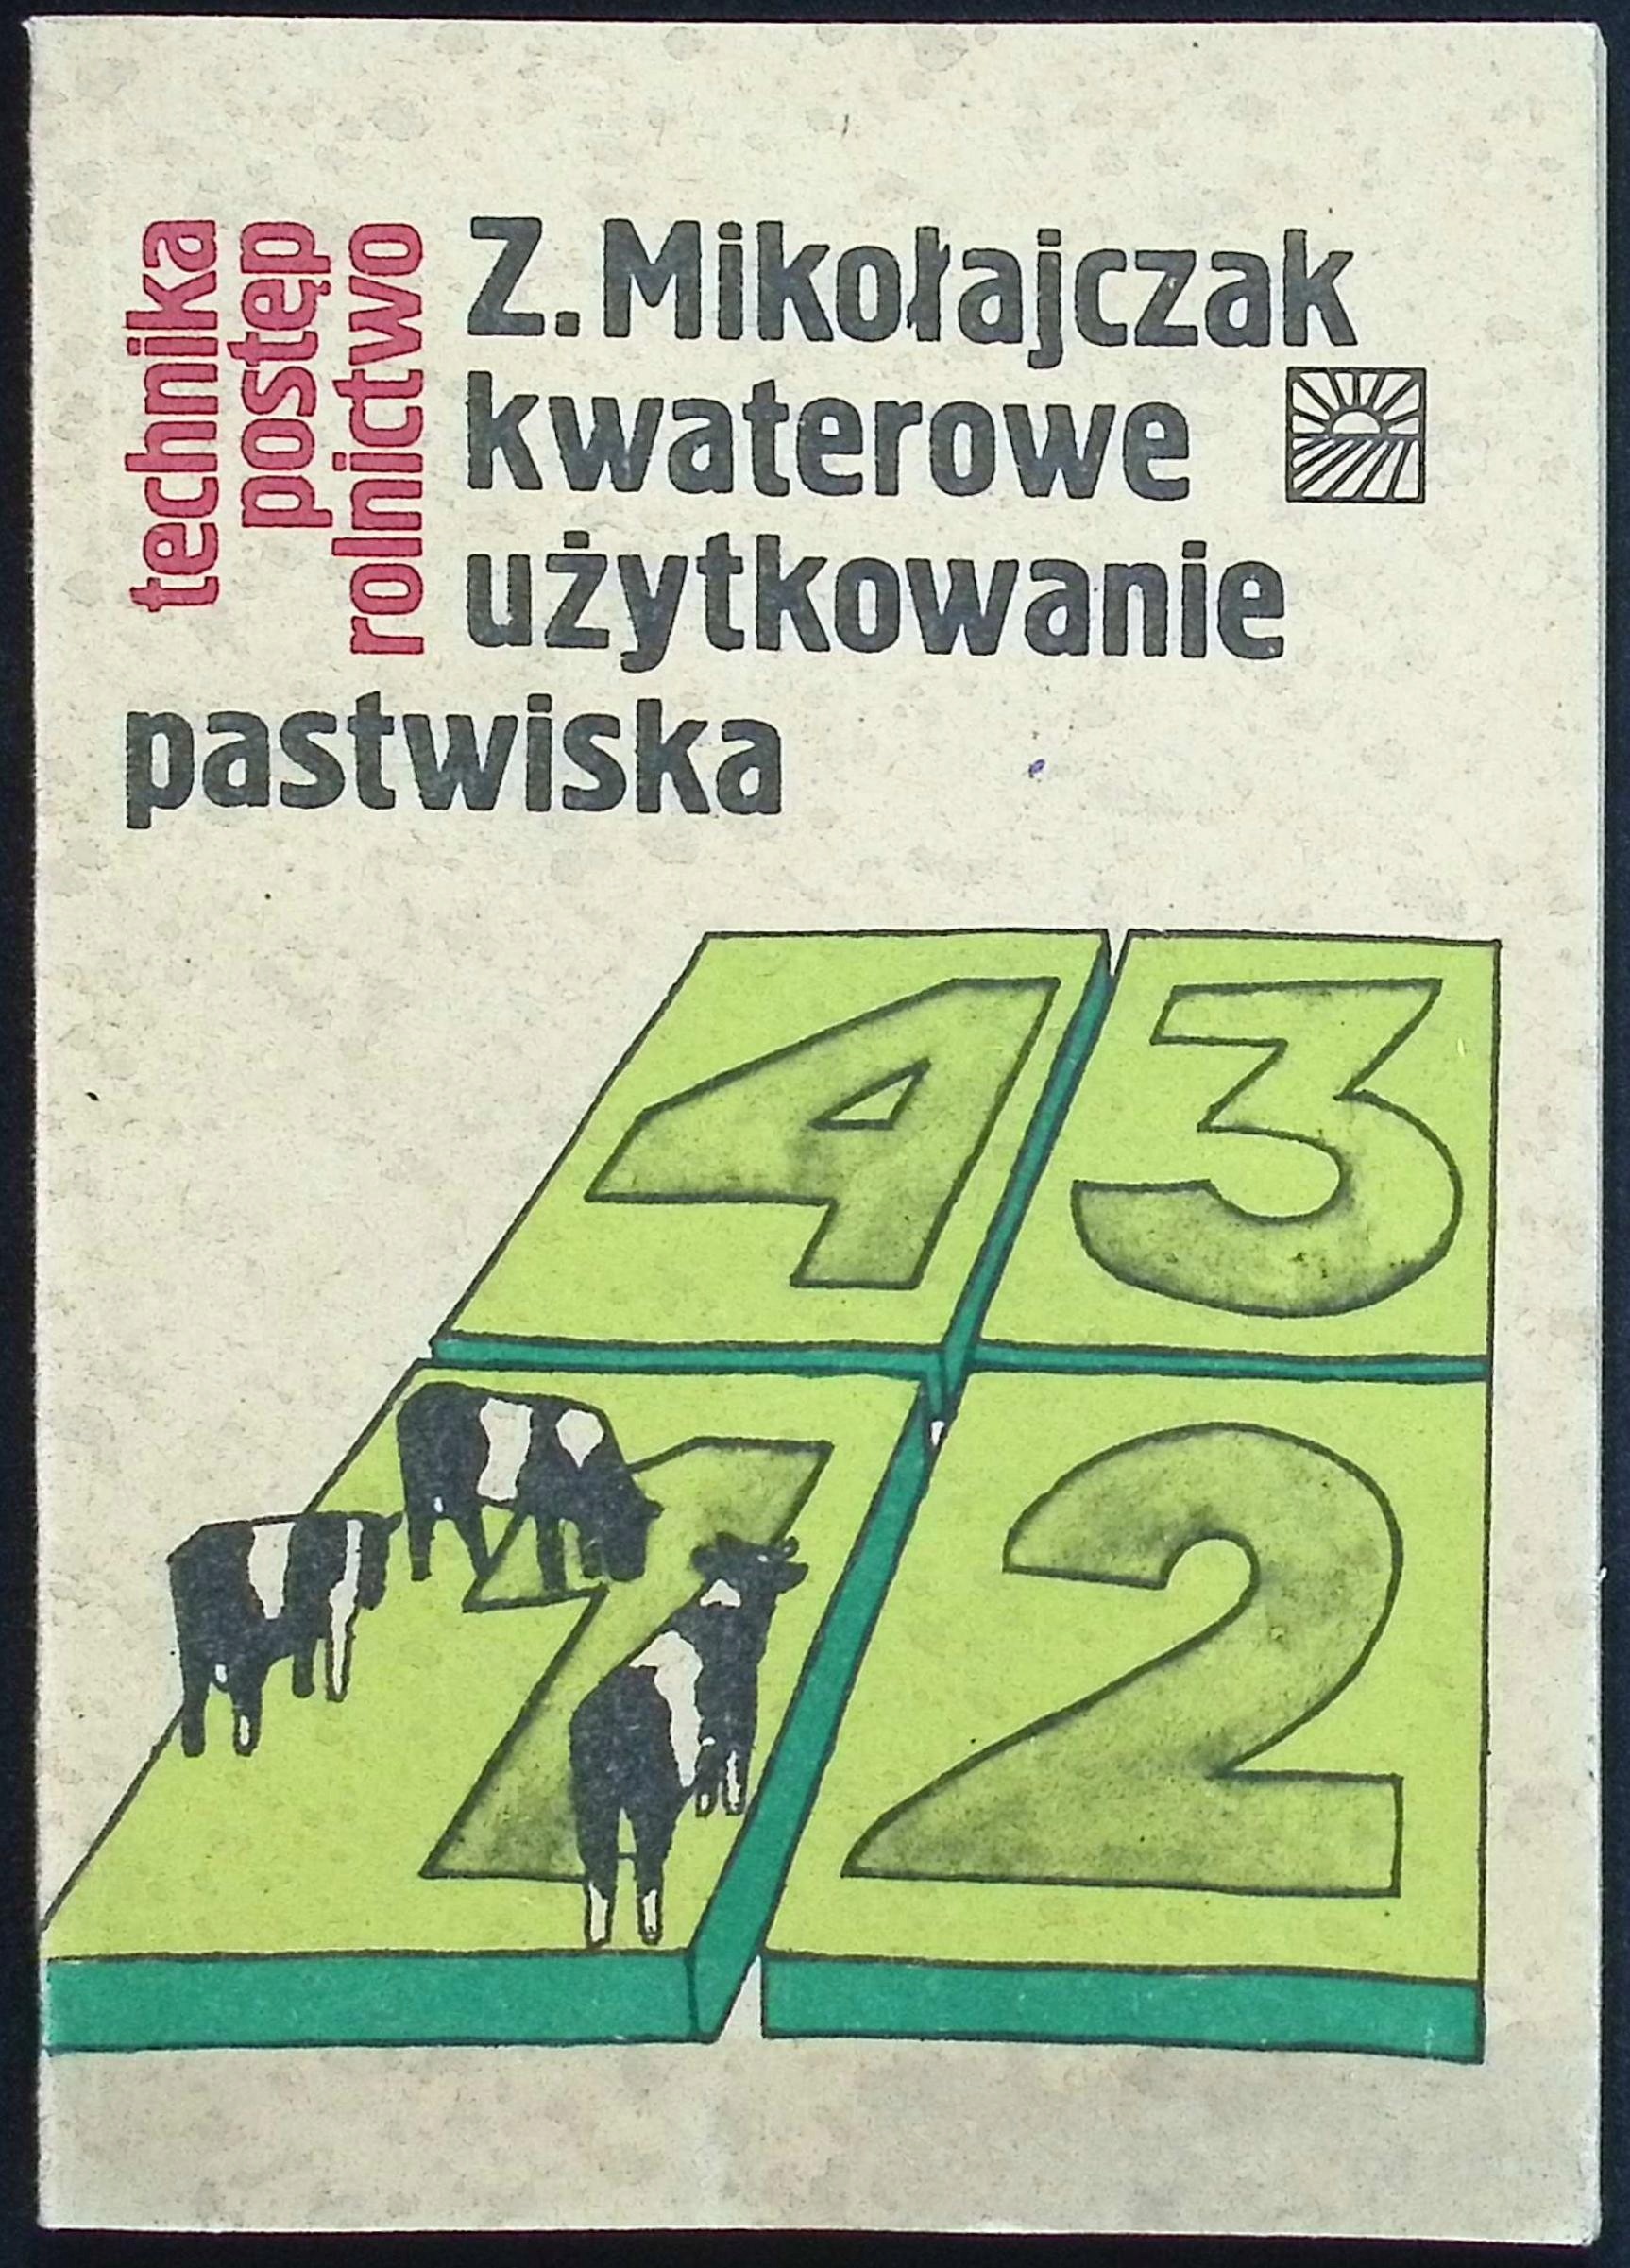 technika
postęp
rolnictwo
Z. Mikołajczak
kwaterowe
użytkowanie
pastwiska
4 3
1 2